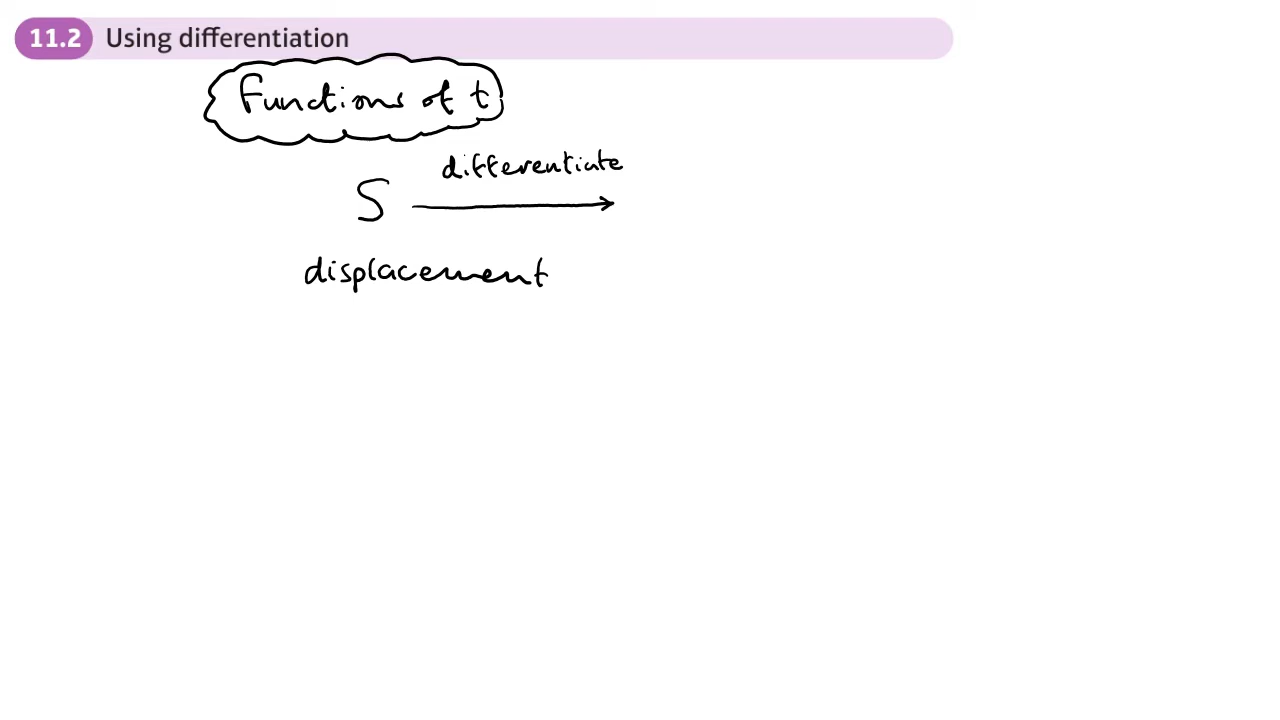 11.2 Using differentiation
Functions of t
differentiate
S
displacement